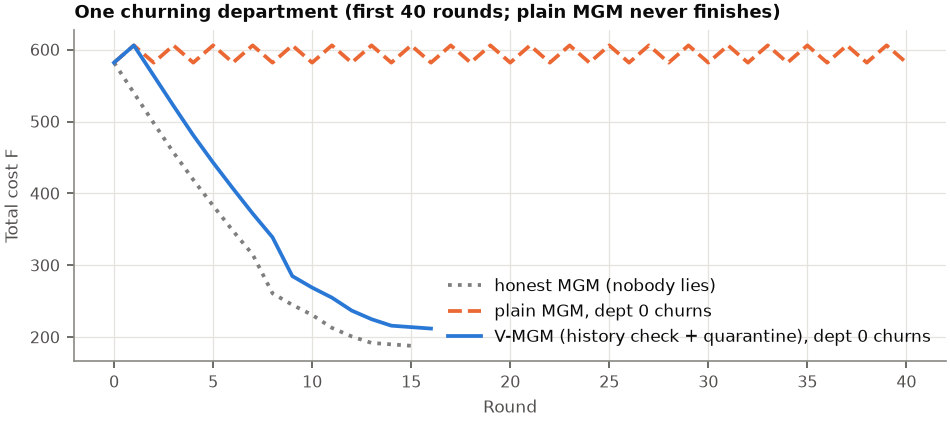 One churning department (first 40 rounds; plain MGM never finishes)
600
500
400
300
200
Total cost F
honest MGM (nobody lies)
plain MGM, dept 0 churns
V-MGM (history check + quarantine), dept 0 churns
0 5 10 15 20 25 30 35 40
Round